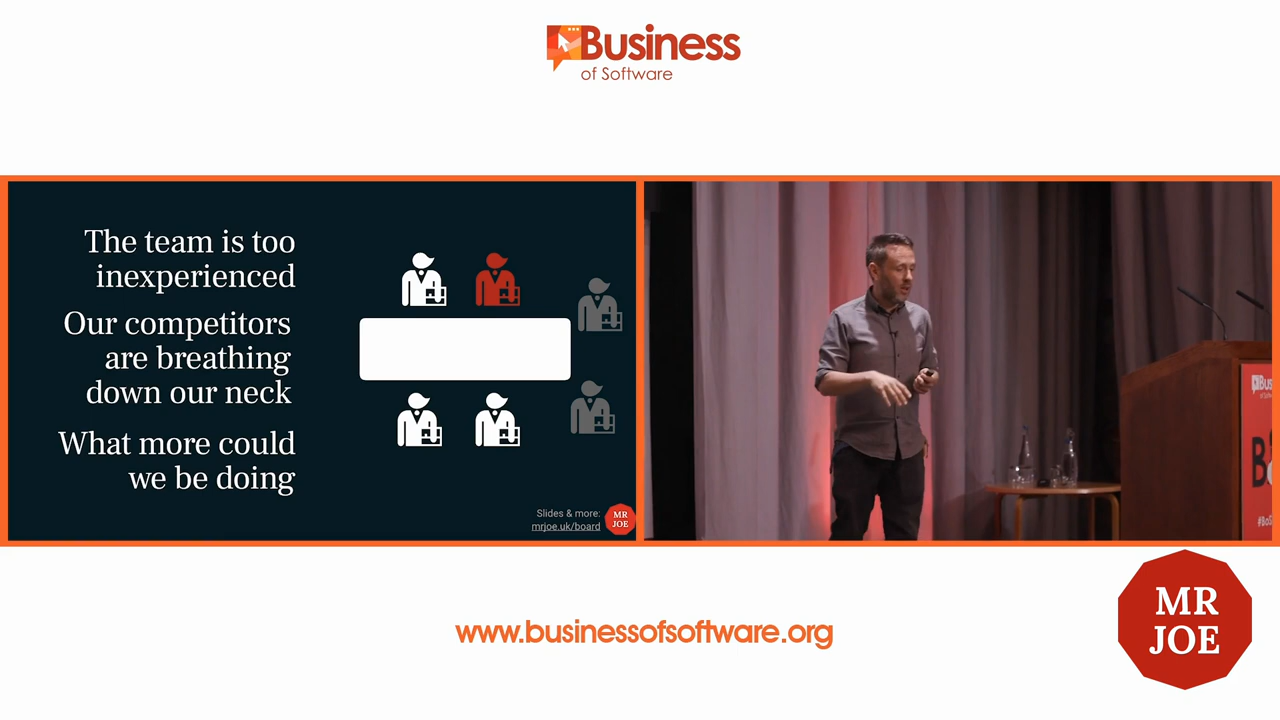 Business
of Software
The team is too
inexperienced
Our competitors
are breathing
down our neck
What more could
we be doing
Slides & more:
mrjoe.uk/board
MR
JOE
www.businessofsoftware.org
MR
JOE